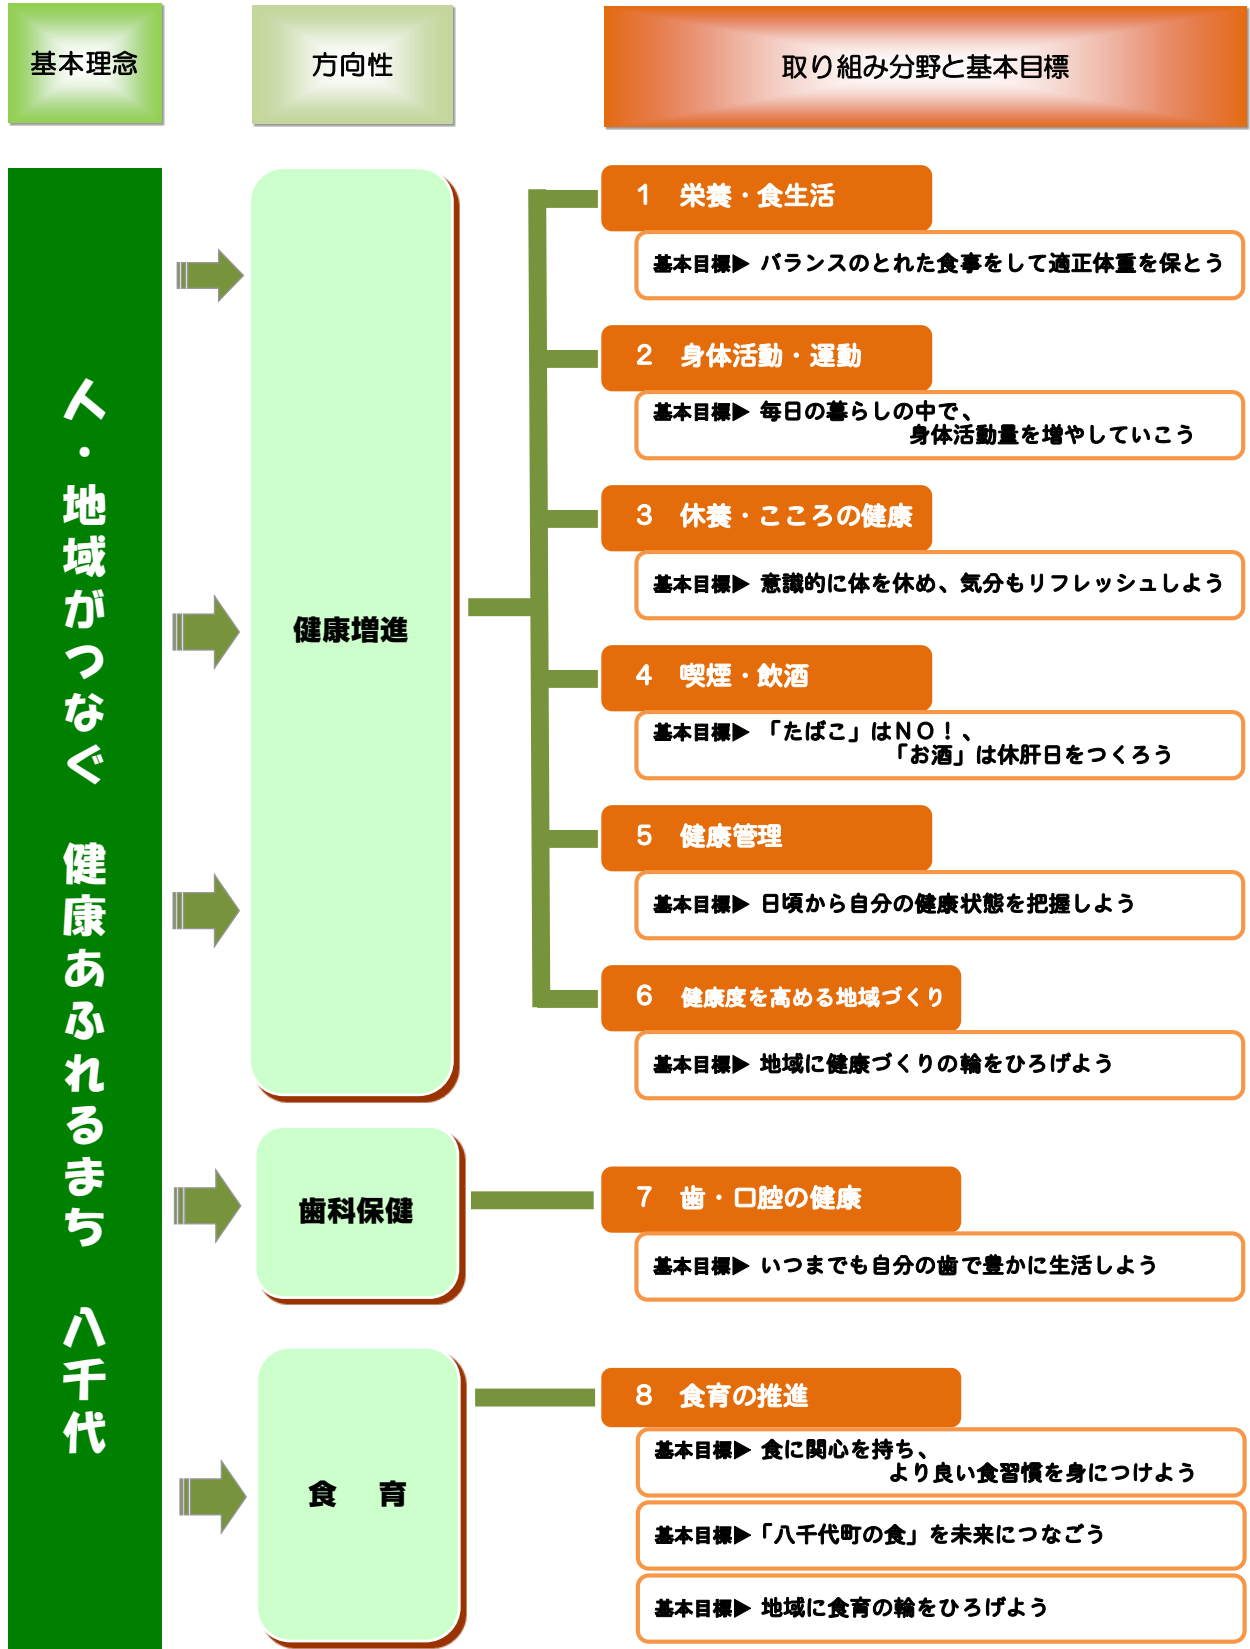 基本理念
方向性
取り組み分野と基本目標
人・地域がつなぐ　健康あふれるまち　八千代
健康増進
1　栄養・食生活
基本目標▶ バランスのとれた食事をして適正体重を保とう
2　身体活動・運動
基本目標▶ 毎日の暮らしの中で、
身体活動量を増やしていこう
3　休養・こころの健康
基本目標▶ 意識的に体を休め、気分もリフレッシュしよう
4　喫煙・飲酒
基本目標▶ 「たばこ」はＮＯ！、
「お酒」は休肝日をつくろう
5　健康管理
基本目標▶ 日頃から自分の健康状態を把握しよう
6　健康度を高める地域づくり
基本目標▶ 地域に健康づくりの輪をひろげよう
歯科保健
7　歯・口腔の健康
基本目標▶ いつまでも自分の歯で豊かに生活しよう
食　育
8　食育の推進
基本目標▶ 食に関心を持ち、
より良い食習慣を身につけよう
基本目標▶「八千代町の食」を未来につなごう
基本目標▶ 地域に食育の輪をひろげよう